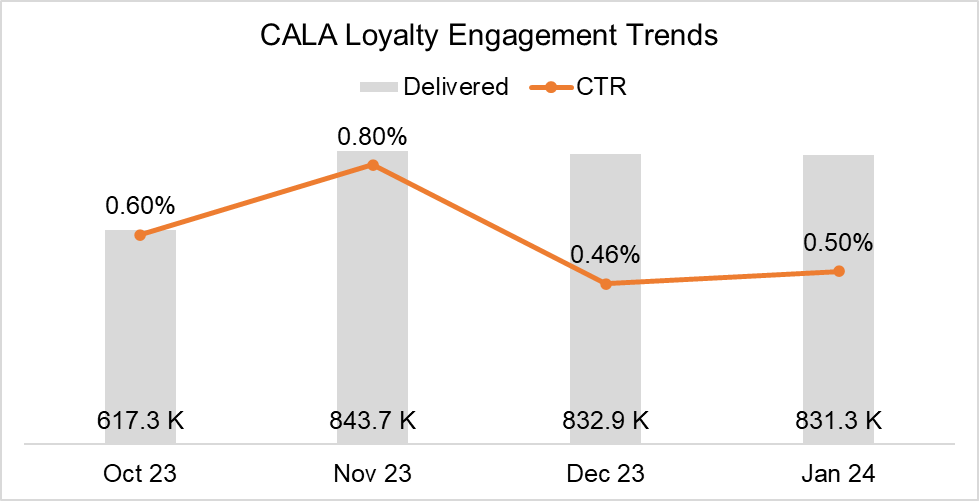 CALA Loyalty Engagement Trends
Delivered CTR
0.60% 0.80% 0.46% 0.50%
617.3 K 843.7 K 832.9 K 831.3 K
Oct 23 Nov 23 Dec 23 Jan 24